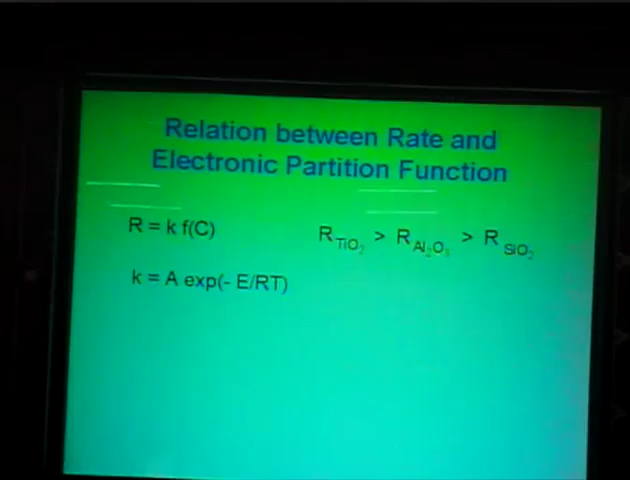 Relation between Rate and
Electronic Partition Function
R = k f(C)
R TiO₂ > R Al₂O₃ > R SiO₂
k = A exp(- E/RT)